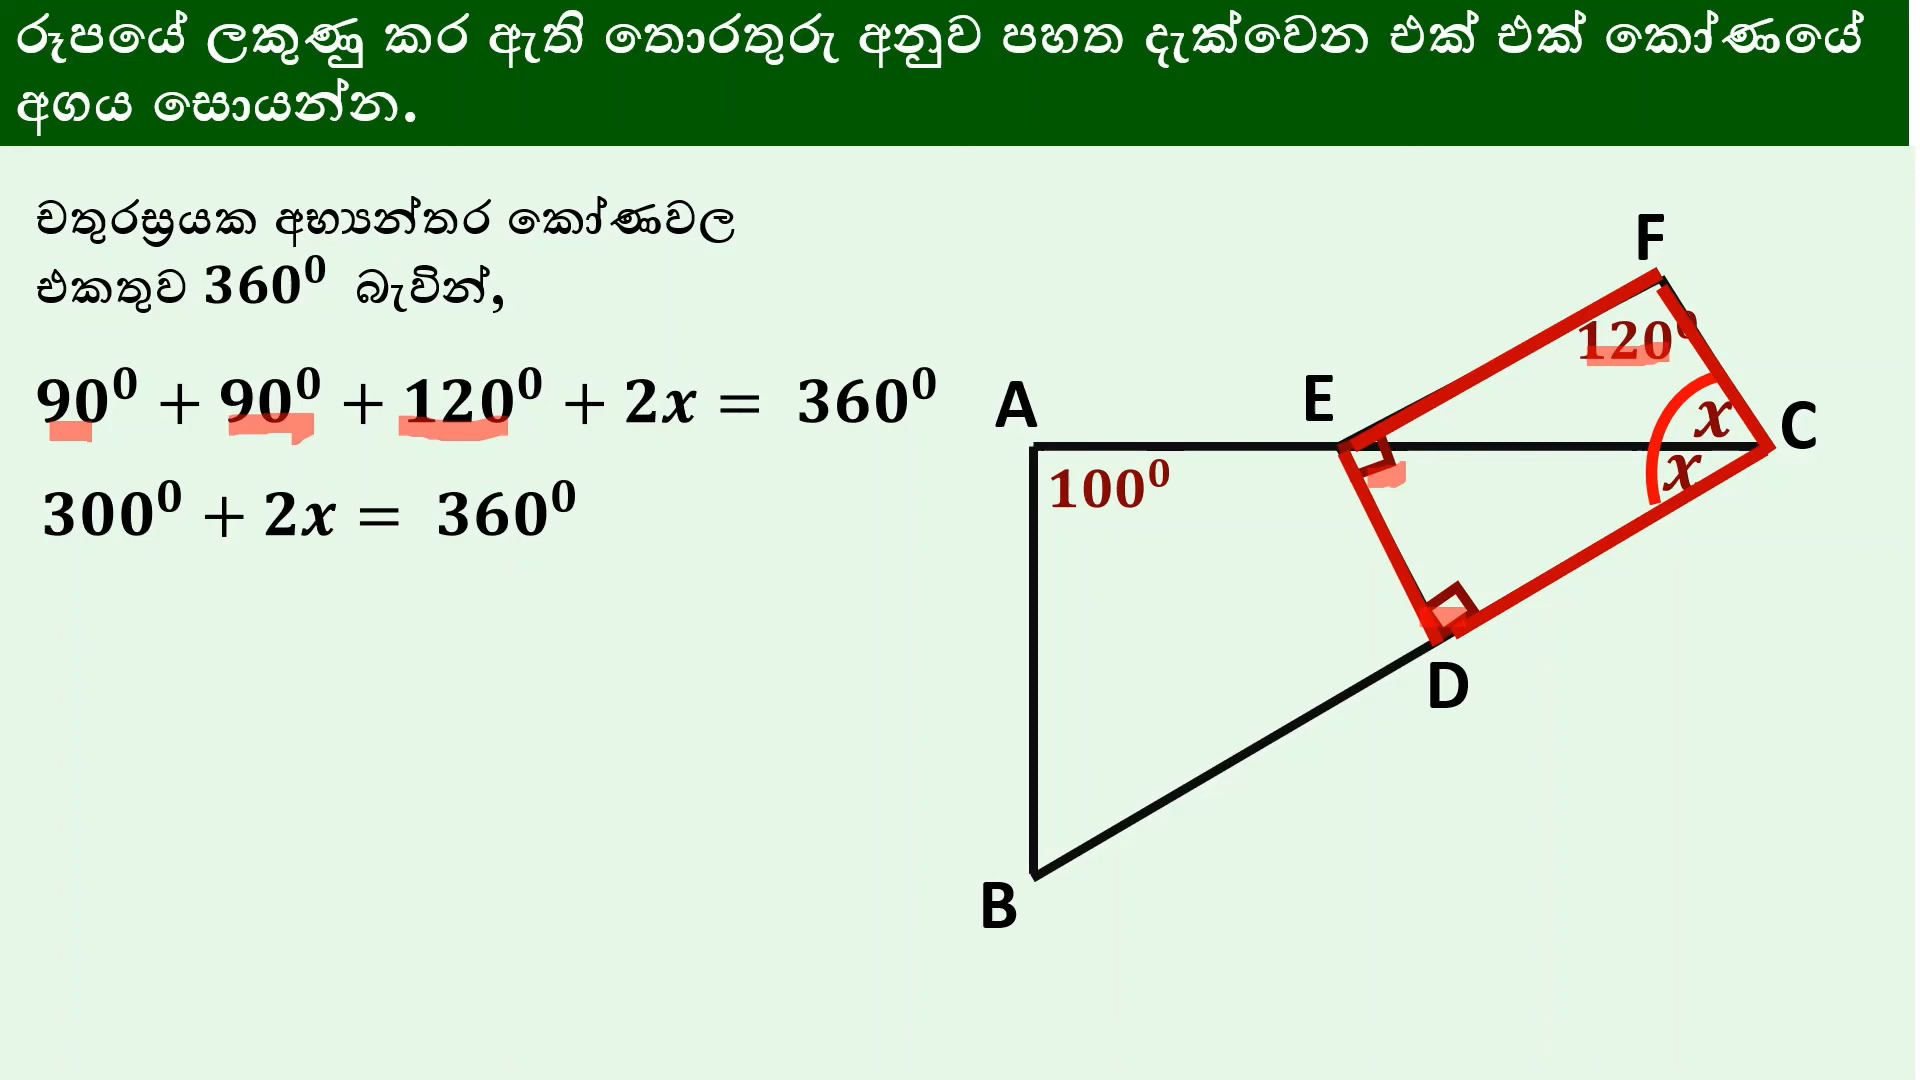 රූපයේ ලකුණු කර ඇති තොරතුරු අනුව පහත දැක්වෙන එක් එක් කෝණයේ
අගය සොයන්න.
චතුරස්‍රයක අභ්‍යන්තර කෝණවල
එකතුව 360⁰ බැවින්,
90⁰ + 90⁰ + 120⁰ + 2x = 360⁰
300⁰ + 2x = 360⁰
F
120⁰
E
A
x
C
x
100⁰
D
B